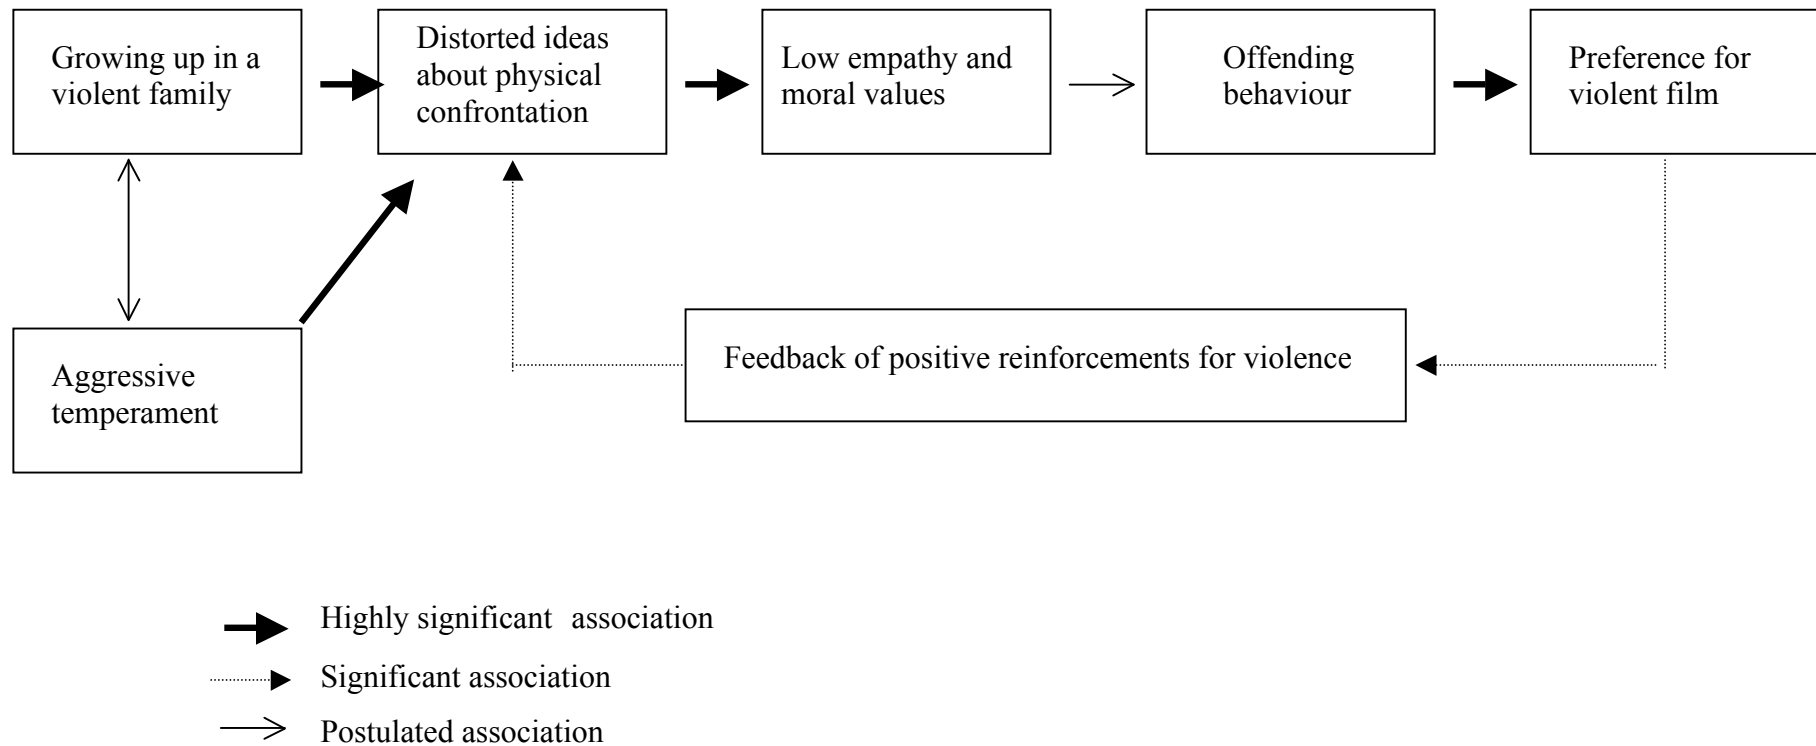 Growing up in a
violent family
Distorted ideas
about physical
confrontation
Low empathy and
moral values
Offending
behaviour
Preference for
violent film
Aggressive
temperament
Feedback of positive reinforcements for violence
Highly significant association
Significant association
Postulated association